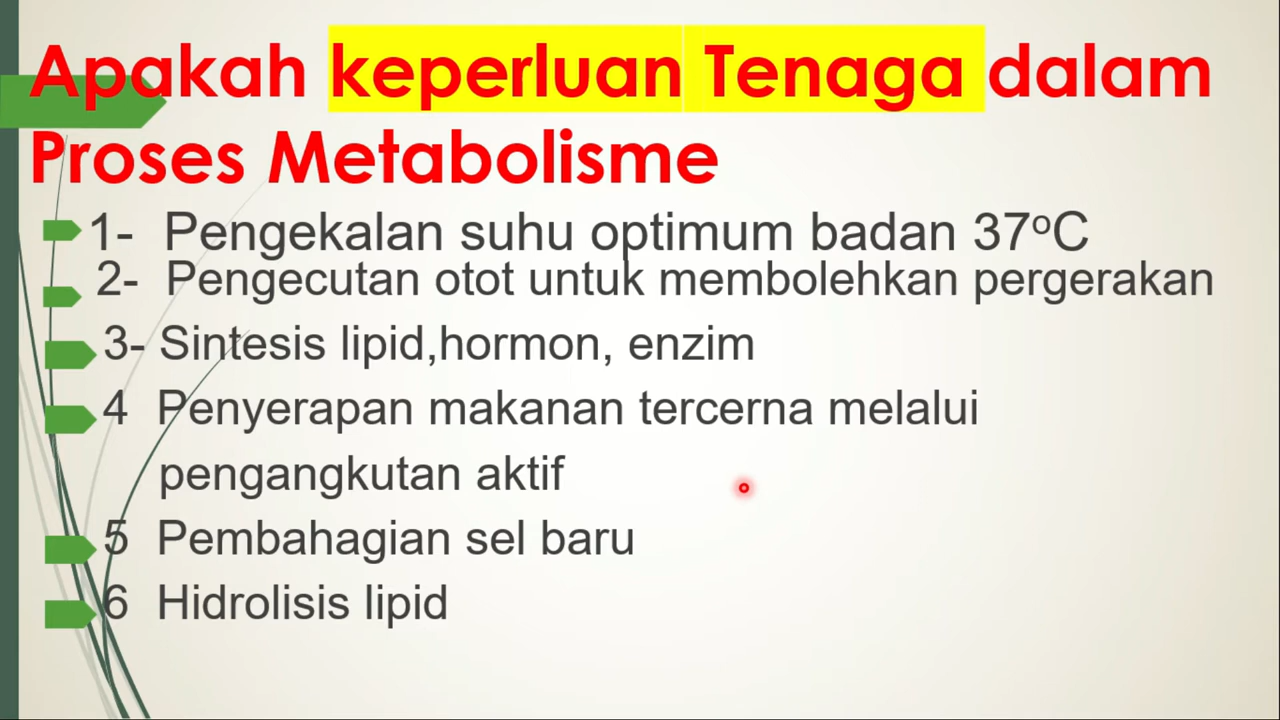 Apakah keperluan Tenaga dalam
Proses Metabolisme
1- Pengekalan suhu optimum badan 37ºC
2- Pengecutan otot untuk membolehkan pergerakan
3- Sintesis lipid,hormon, enzim
4 Penyerapan makanan tercerna melalui
pengangkutan aktif
5 Pembahagian sel baru
6 Hidrolisis lipid